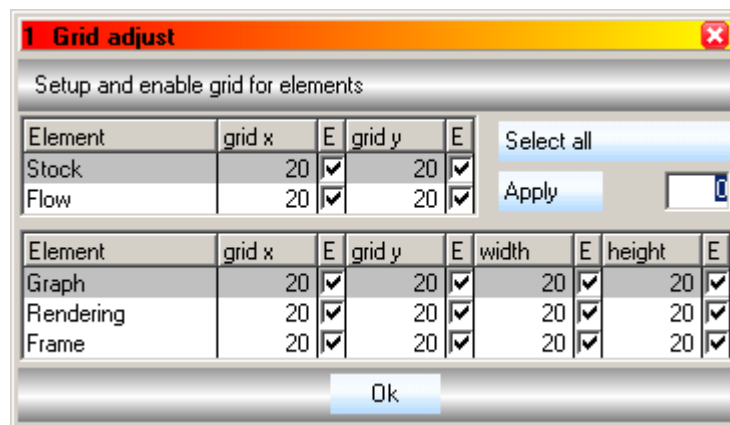 1 Grid adjust
Setup and enable grid for elements
Element grid x E grid y E
Stock 20 20
Flow 20 20
Select all
Apply 0
Element grid x E grid y E width E height E
Graph 20 20 20 20
Rendering 20 20 20 20
Frame 20 20 20 20
Ok